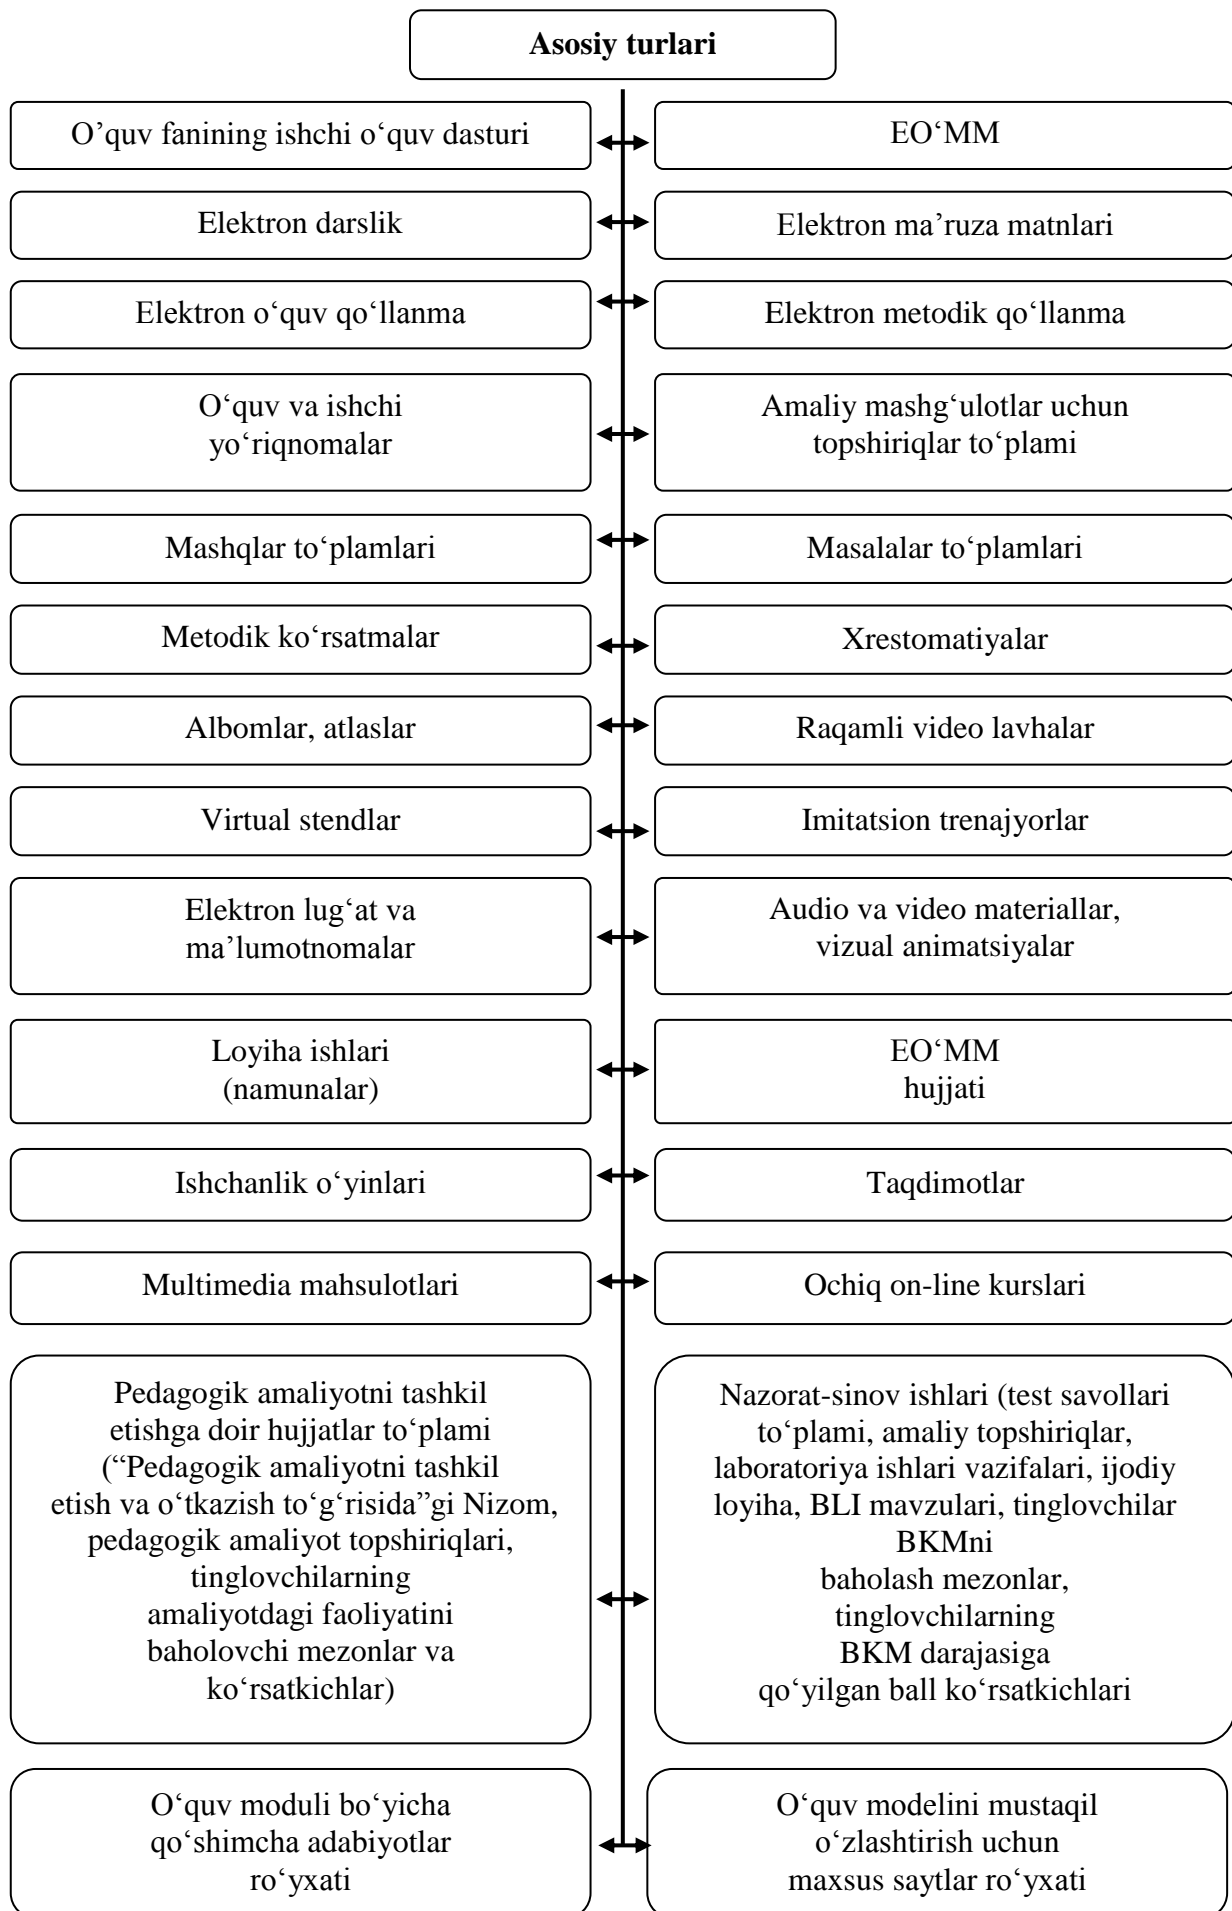 Asosiy turlari
O’quv fanining ishchi o‘quv dasturi
EO‘MM
Elektron darslik
Elektron ma’ruza matnlari
Elektron o‘quv qo‘llanma
Elektron metodik qo‘llanma
O‘quv va ishchi
yo‘riqnomalar
Amaliy mashg‘ulotlar uchun
topshiriqlar to‘plami
Mashqlar to‘plamlari
Masalalar to‘plamlari
Metodik ko‘rsatmalar
Xrestomatiyalar
Albomlar, atlaslar
Raqamli video lavhalar
Virtual stendlar
Imitatsion trenajyorlar
Elektron lug‘at va
ma’lumotnomalar
Audio va video materiallar,
vizual animatsiyalar
Loyiha ishlari
(namunalar)
EO‘MM
hujjati
Ishchanlik o‘yinlari
Taqdimotlar
Multimedia mahsulotlari
Ochiq on-line kurslari
Pedagogik amaliyotni tashkil
etishga doir hujjatlar to‘plami
(“Pedagogik amaliyotni tashkil
etish va o‘tkazish to‘g‘risida”gi Nizom,
pedagogik amaliyot topshiriqlari,
tinglovchilarning
amaliyotdagi faoliyatini
baholovchi mezonlar va
ko‘rsatkichlar)
Nazorat-sinov ishlari (test savollari
to‘plami, amaliy topshiriqlar,
laboratoriya ishlari vazifalari, ijodiy
loyiha, BLI mavzulari, tinglovchilar
BKMni
baholash mezonlar,
tinglovchilarning
BKM darajasiga
qo‘yilgan ball ko‘rsatkichlari
O‘quv moduli bo‘yicha
qo‘shimcha adabiyotlar
ro‘yxati
O‘quv modelini mustaqil
o‘zlashtirish uchun
maxsus saytlar ro‘yxati